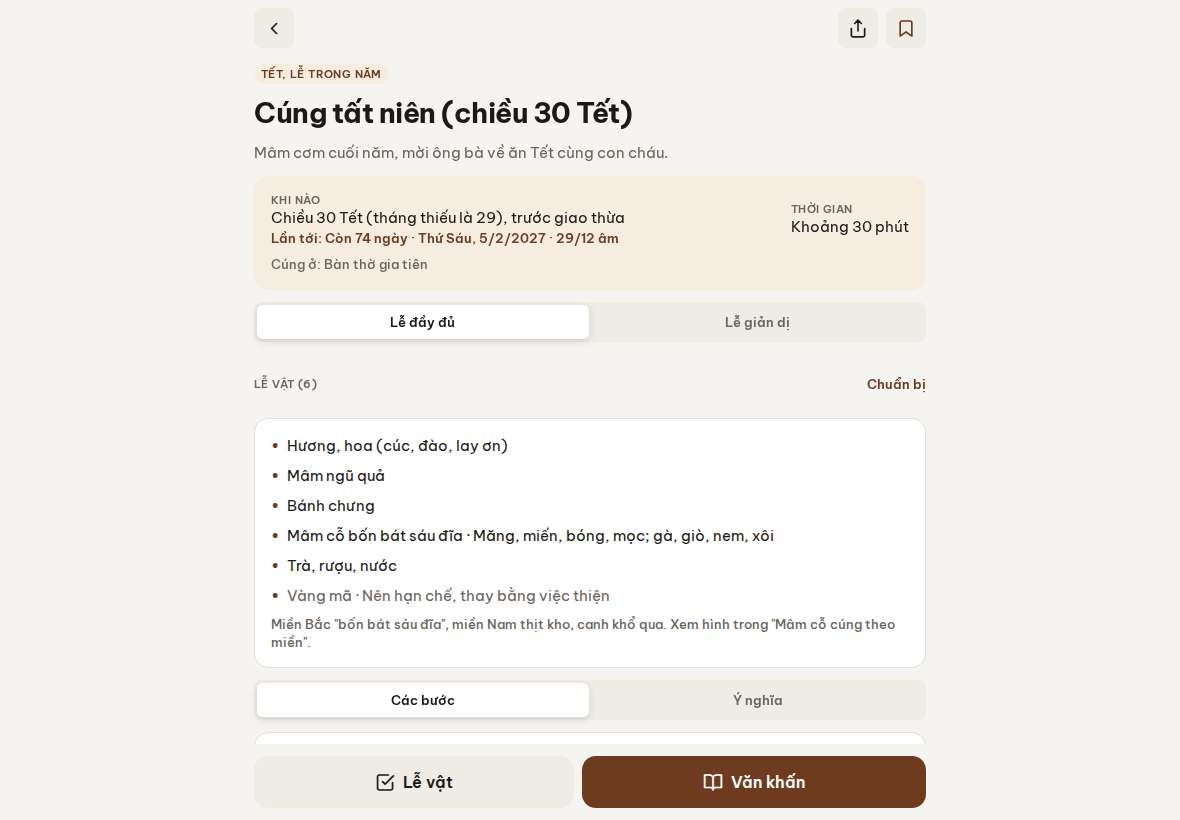 TẾT, LỄ TRONG NĂM
Cúng tất niên (chiều 30 Tết)
Mâm cơm cuối năm, mời ông bà về ăn Tết cùng con cháu.
KHI NÀO
Chiều 30 Tết (tháng thiếu là 29), trước giao thừa
Lần tới: Còn 74 ngày · Thứ Sáu, 5/2/2027 · 29/12 âm
Cúng ở: Bàn thờ gia tiên
THỜI GIAN
Khoảng 30 phút
Lễ đầy đủ
Lễ giản dị
LỄ VẬT (6)
Chuẩn bị
• Hương, hoa (cúc, đào, lay ơn)
• Mâm ngũ quả
• Bánh chưng
• Mâm cỗ bốn bát sáu đĩa · Măng, miến, bóng, mọc; gà, giò, nem, xôi
• Trà, rượu, nước
• Vàng mã · Nên hạn chế, thay bằng việc thiện
Miền Bắc "bốn bát sáu đĩa", miền Nam thịt kho, canh khổ qua. Xem hình trong "Mâm cỗ cúng theo
miền".
Các bước
Ý nghĩa
Lễ vật
Văn khấn